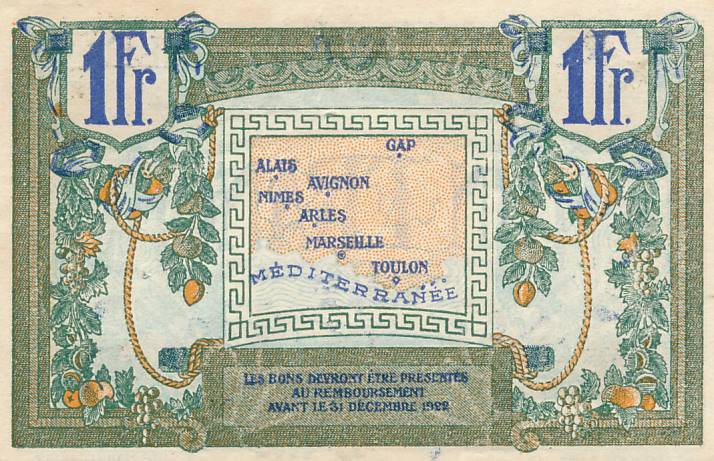 1Fr.
1Fr.
GAP
ALAIS
AVIGNON
NIMES
ARLES
MARSEILLE
TOULON
MÉDITERRANÉE
LES BONS DEVRONT ÊTRE PRÉSENTÉS
AU REMBOURSEMENT
AVANT LE 31 DÉCEMBRE 1922